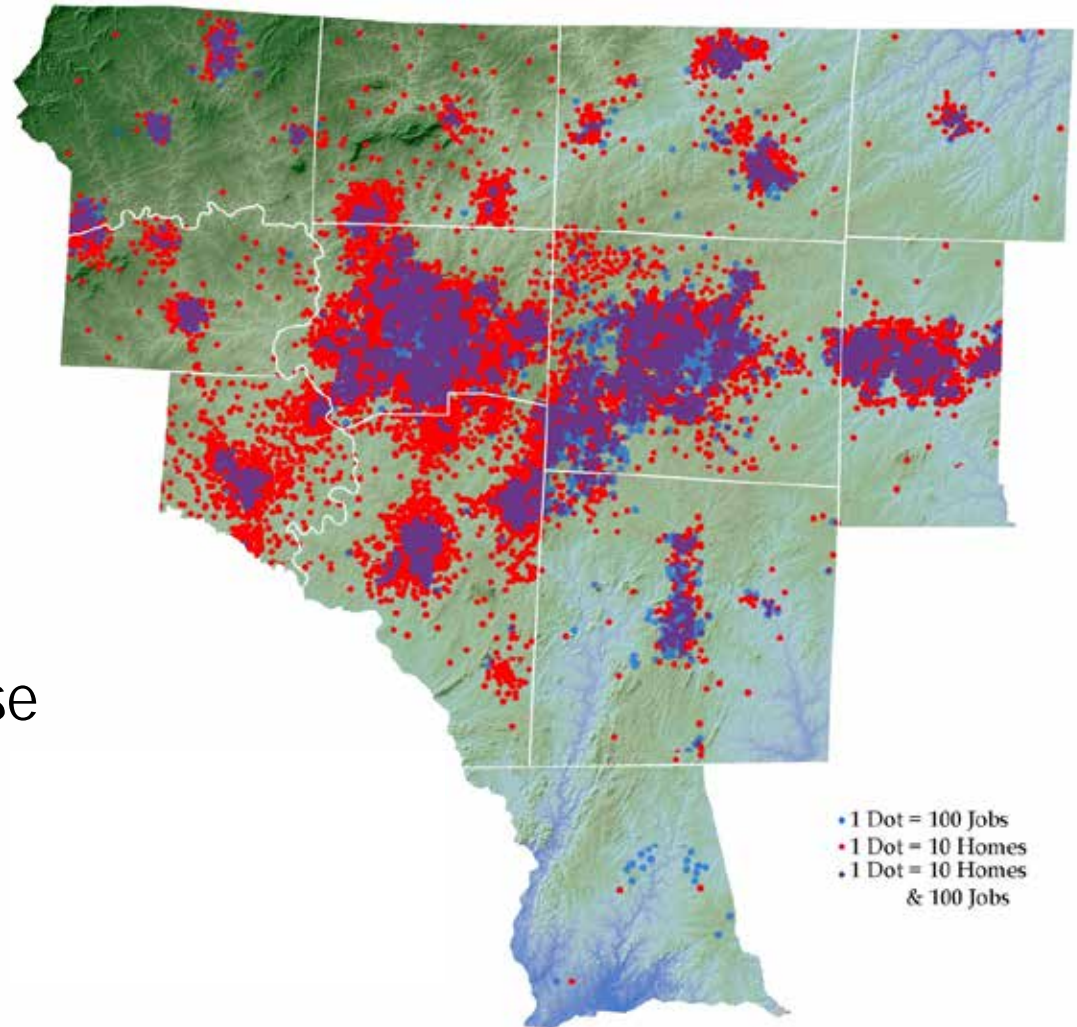 se
• 1 Dot = 100 Jobs
• 1 Dot = 10 Homes
• 1 Dot = 10 Homes
& 100 Jobs